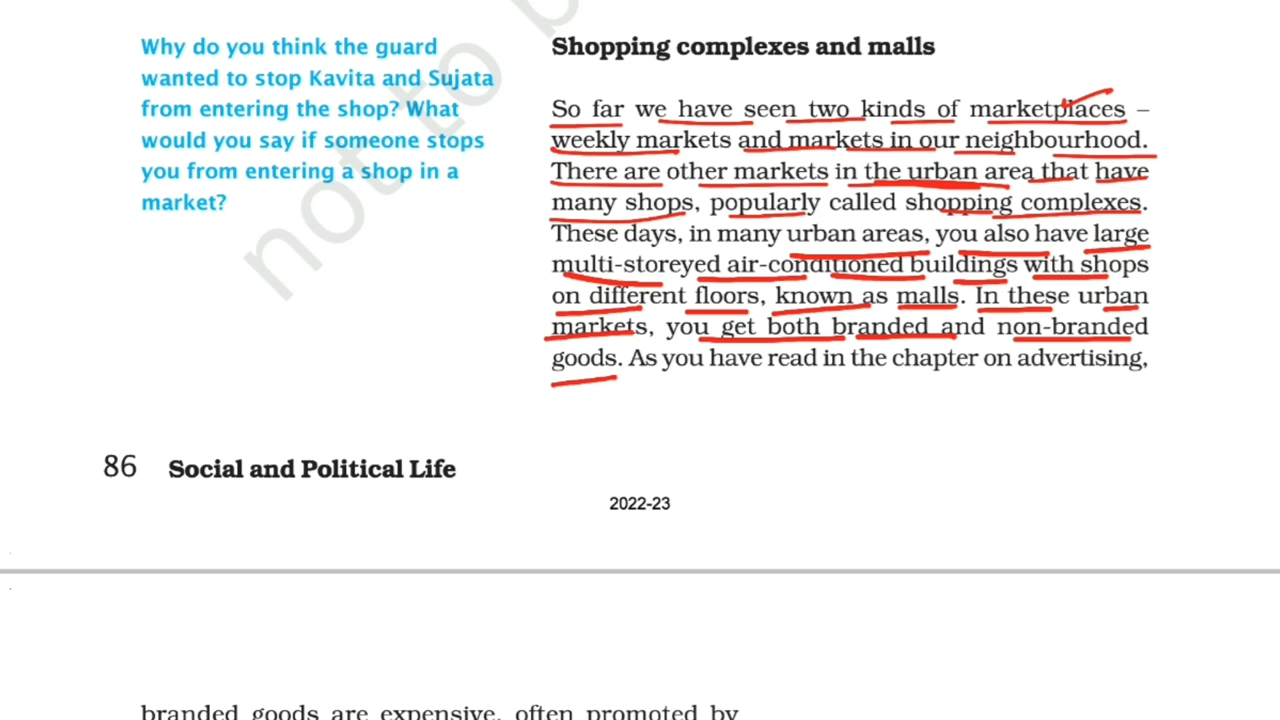 Why do you think the guard
wanted to stop Kavita and Sujata
from entering the shop? What
would you say if someone stops
you from entering a shop in a
market?
Shopping complexes and malls
So far we have seen two kinds of marketplaces –
weekly markets and markets in our neighbourhood.
There are other markets in the urban area that have
many shops, popularly called shopping complexes.
These days, in many urban areas, you also have large
multi-storeyed air-conditioned buildings with shops
on different floors, known as malls. In these urban
markets, you get both branded and non-branded
goods. As you have read in the chapter on advertising,
86 Social and Political Life
2022-23
branded goods are expensive, often promoted by
not to b